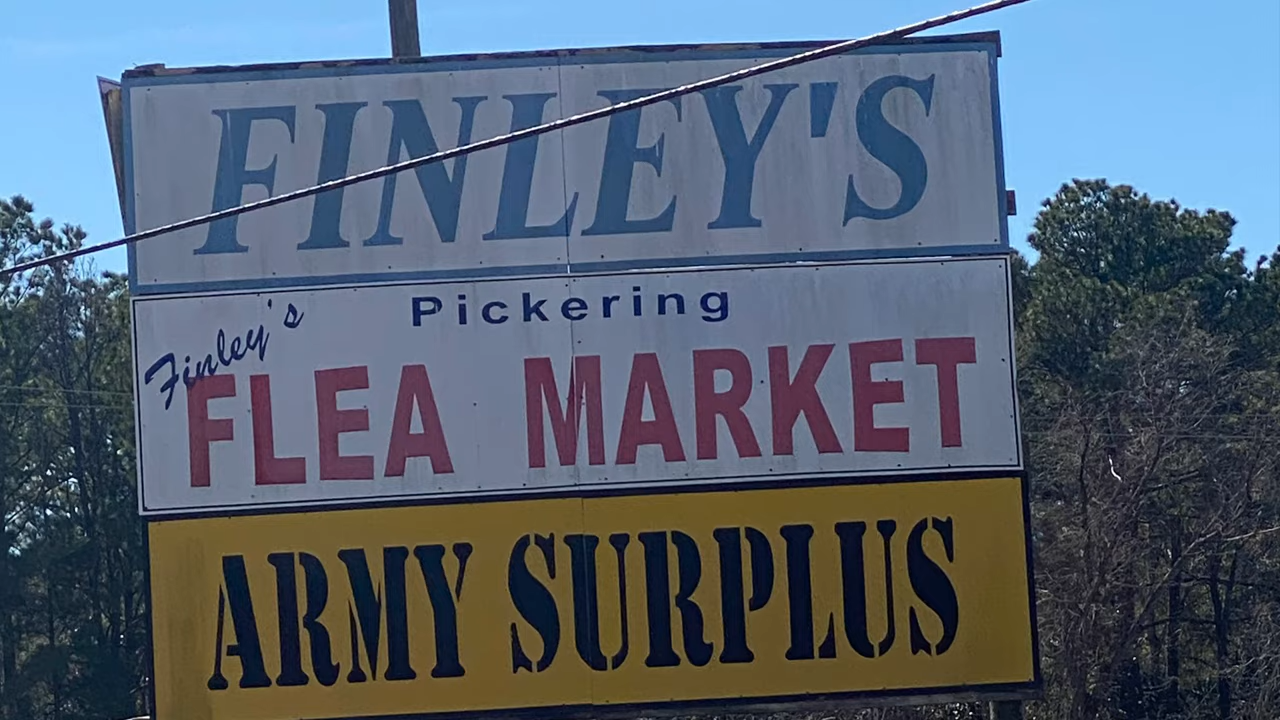 FINLEY'S
Pickering
Finley's
FLEA MARKET
ARMY SURPLUS